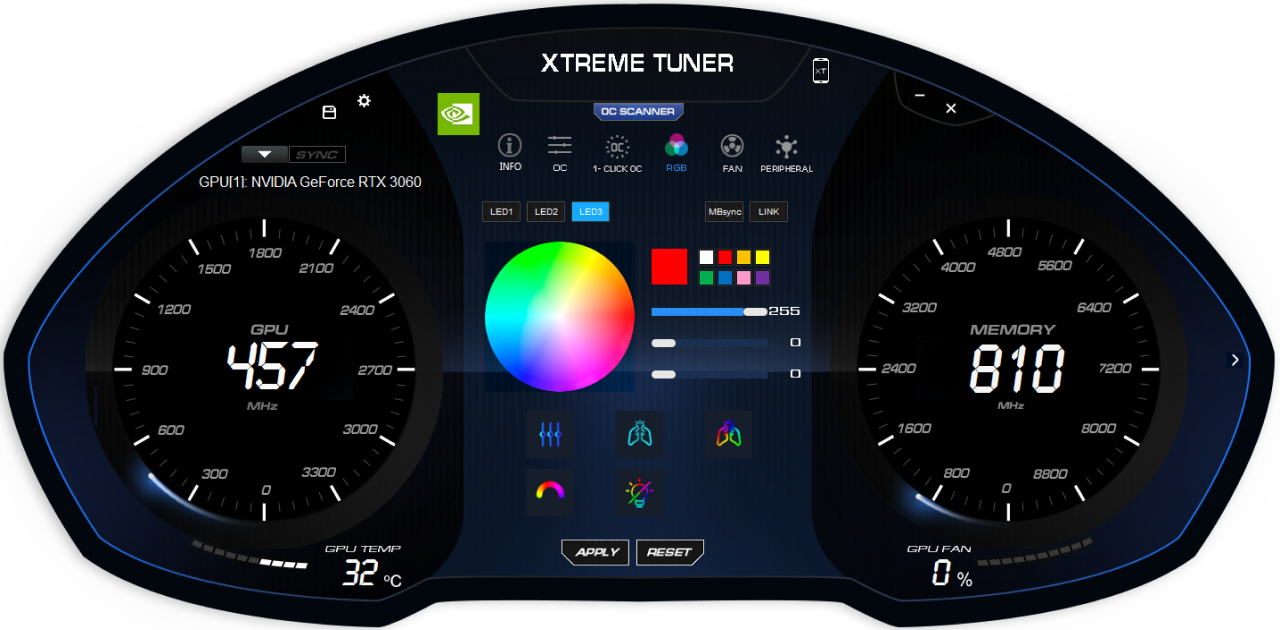 XTREME TUNER
XT
OC SCANNER
SYNC
GPU[1]: NVIDIA GeForce RTX 3060
INFO
OC
OC
1- CLICK OC
RGB
FAN
PERIPHERAL
LED1
LED2
LED3
MBsync
LINK
1800
1500
2100
1200
2400
GPU
457
MHz
900
2700
600
3000
300
3300
0
255
0
0
4800
4000
5600
3200
6400
MEMORY
810
MHz
2400
7200
1600
8000
800
8800
0
APPLY
RESET
GPU TEMP
32 °C
GPU FAN
0 %